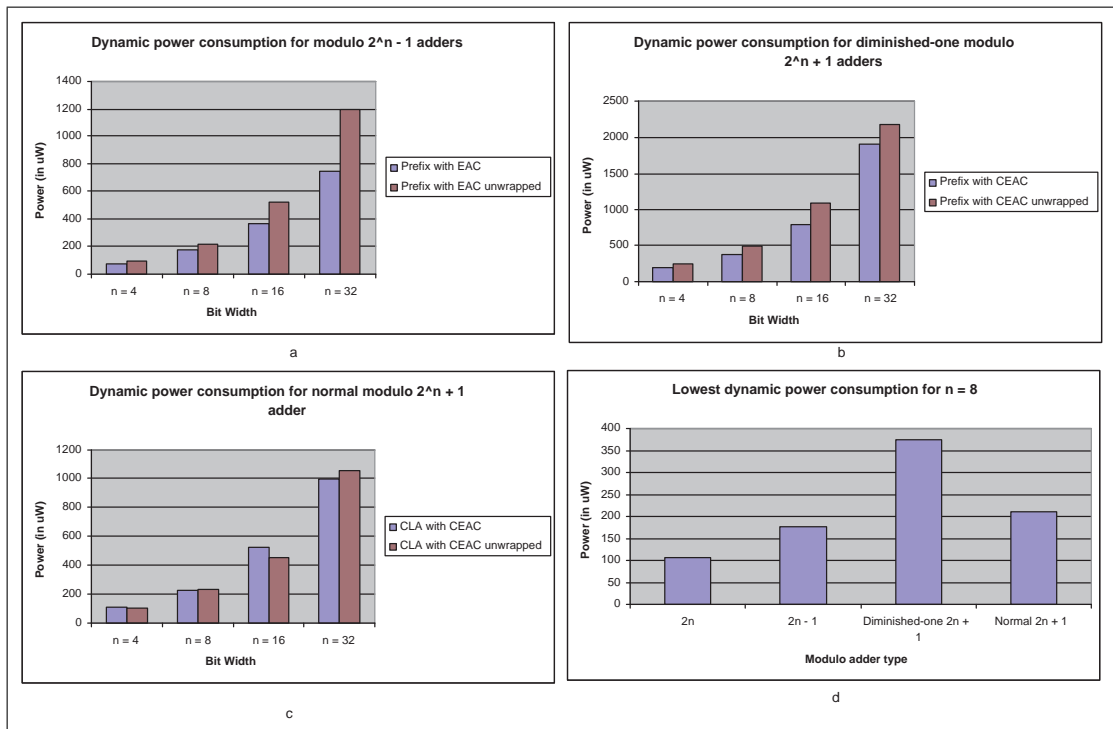 Dynamic power consumption for modulo 2^n - 1 adders
1400
1200
1000
800
600
400
200
0
Power (in uW)
n = 4 n = 8 n = 16 n = 32
Bit Width
Prefix with EAC
Prefix with EAC unwrapped
a
Dynamic power consumption for diminished-one modulo
2^n + 1 adders
2500
2000
1500
1000
500
0
Power (in uW)
n = 4 n = 8 n = 16 n = 32
Bit Width
Prefix with CEAC
Prefix with CEAC unwrapped
b
Dynamic power consumption for normal modulo 2^n + 1
adder
1200
1000
800
600
400
200
0
Power (in uW)
n = 4 n = 8 n = 16 n = 32
Bit Width
CLA with CEAC
CLA with CEAC unwrapped
c
Lowest dynamic power consumption for n = 8
400
350
300
250
200
150
100
50
0
Power (in uW)
2n 2n - 1 Diminished-one 2n + Normal 2n + 1
1
Modulo adder type
d